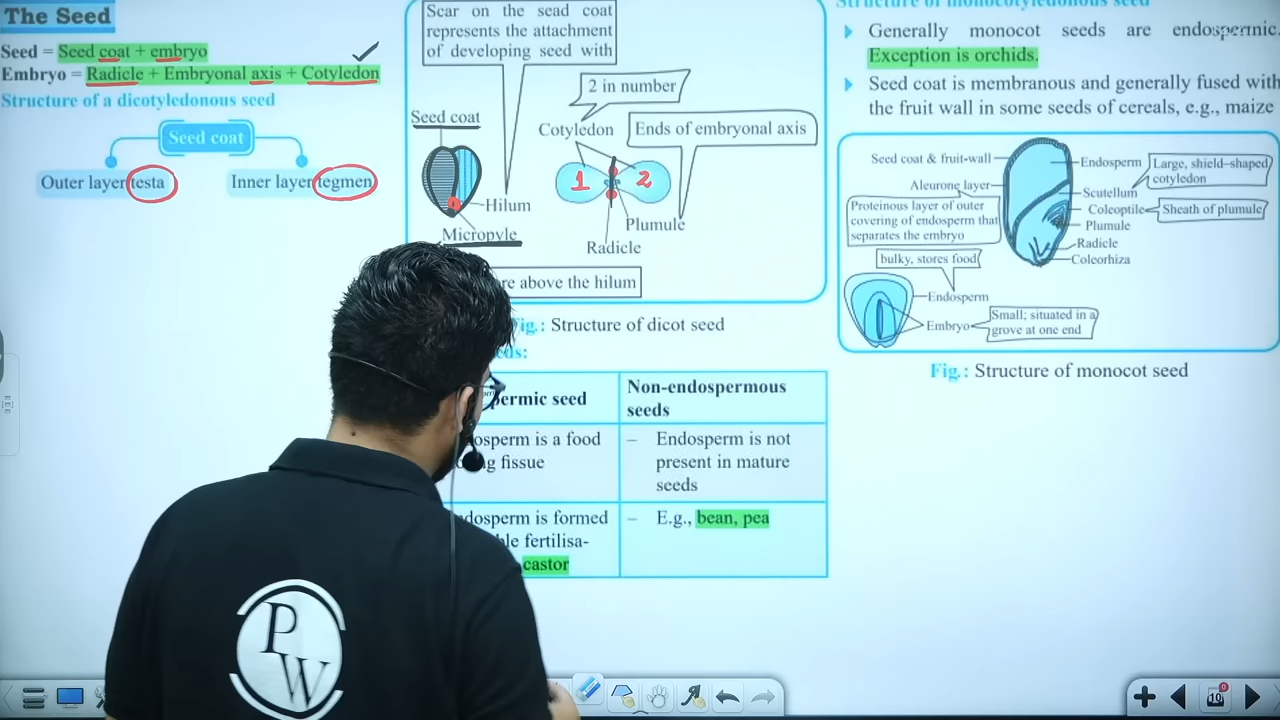 The Seed
Seed = Seed coat + embryo
Embryo = Radicle + Embryonal axis + Cotyledon
Structure of a dicotyledonous seed
Seed coat
Outer layer testa
Inner layer tegmen
Scar on the sead coat
represents the attachment
of developing seed with
2 in number
Seed coat
Cotyledon
Ends of embryonal axis
1
2
Hilum
Plumule
Micropyle
Radicle
above the hilum
Fig.: Structure of dicot seed
seed
Non-endospermous
seeds
is a food
– Endosperm is not
present in mature
seeds
is formed
– E.g., bean, pea
castor
Structure of monocotyledonous seed
Generally monocot seeds are endospermic.
Exception is orchids.
Seed coat is membranous and generally fused with
the fruit wall in some seeds of cereals, e.g., maize
Seed coat & fruit-wall
Endosperm
Large, shield–shaped
cotyledon
Aleurone layer
Scutellum
Proteinous layer of outer
covering of endosperm that
separates the embryo
Coleoptile
Sheath of plumule
Plumule
Radicle
Coleorhiza
bulky, stores food
Endosperm
Embryo
Small; situated in a
grove at one end
Fig.: Structure of monocot seed
PW
10